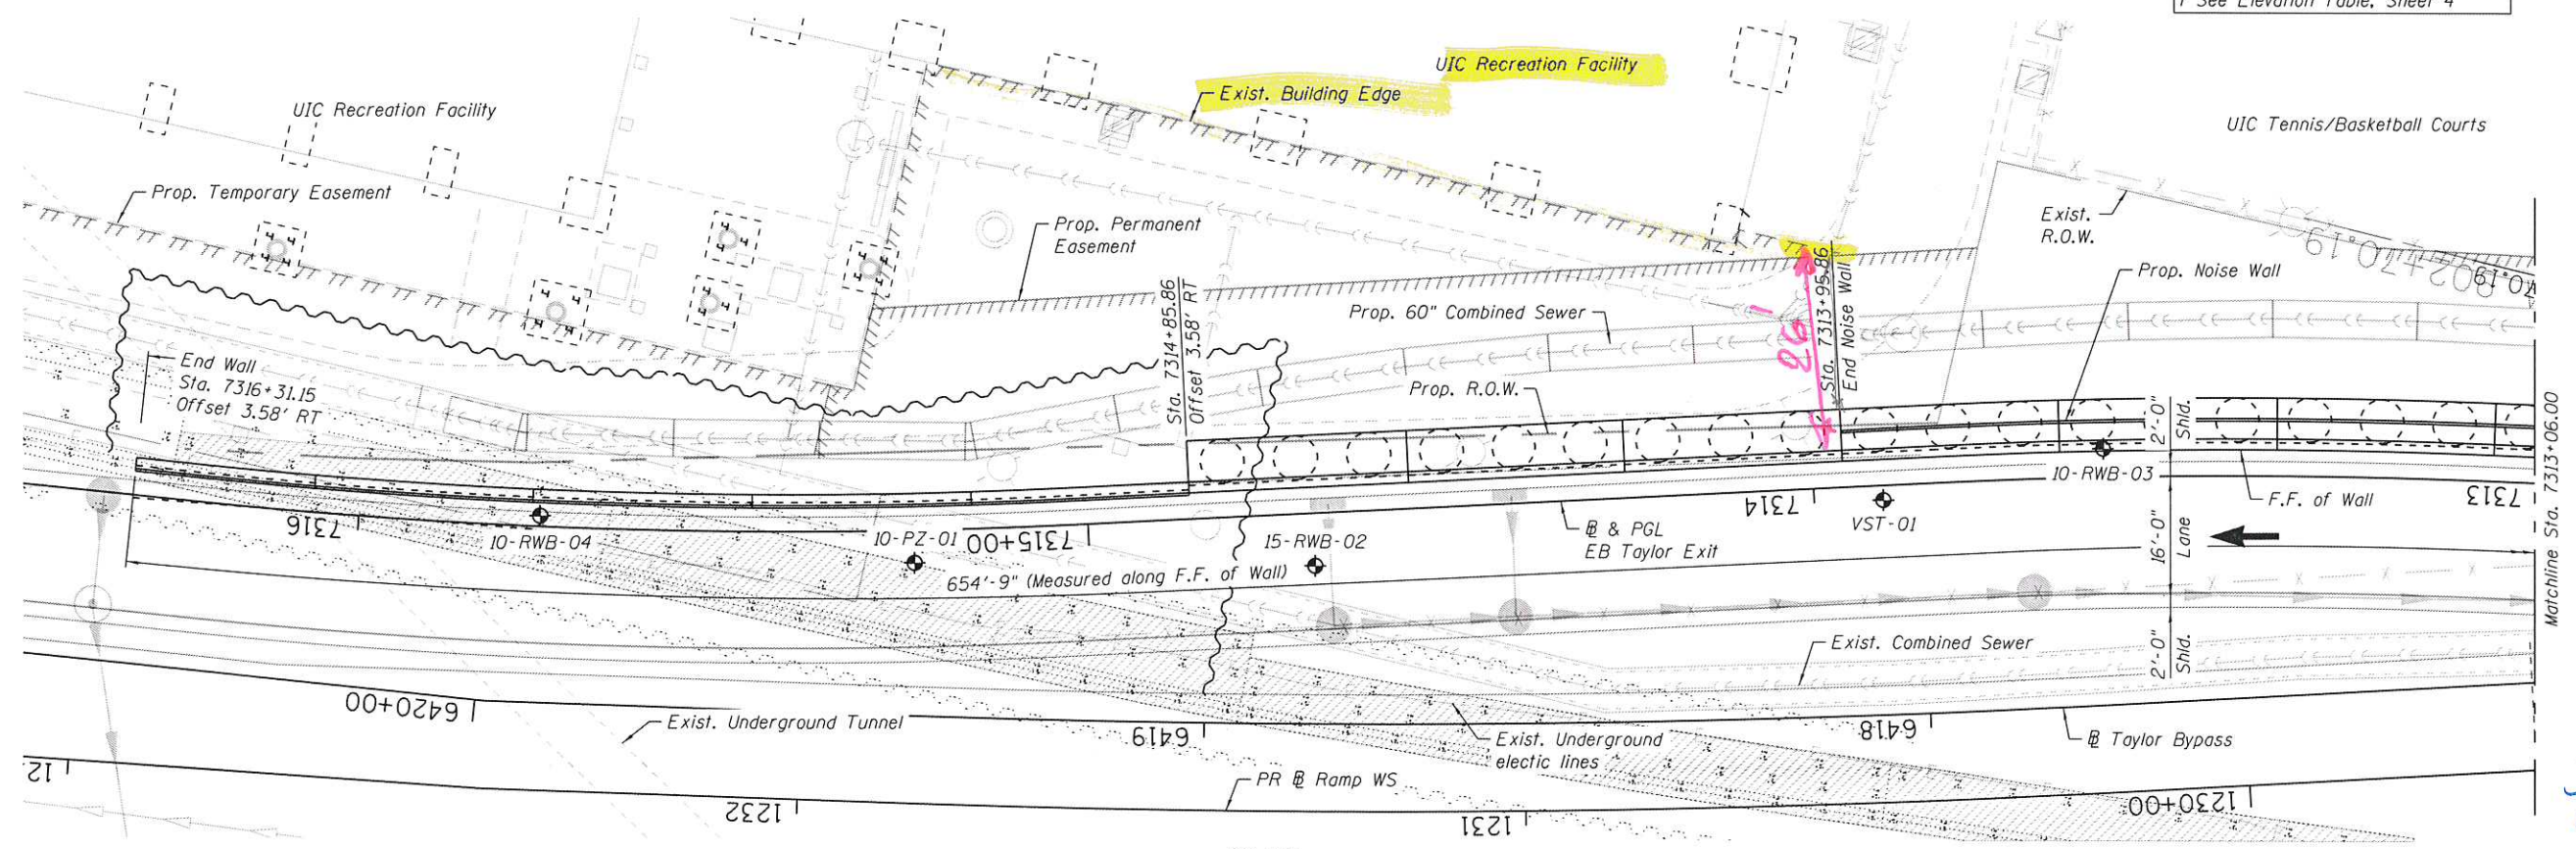 * See Elevation Table, Sheet 4
UIC Recreation Facility
Exist. Building Edge
UIC Recreation Facility
UIC Tennis/Basketball Courts
Prop. Temporary Easement
Prop. Permanent
Easement
Exist.
R.O.W.
Prop. Noise Wall
Sta. 7314+85.86
Offset 3.58' RT
Prop. 60" Combined Sewer
26'
Sta. 7313+95.86
End Noise Wall
End Wall
Sta. 7316+31.15
Offset 3.58' RT
Prop. R.O.W.
2'-0"
Shld.
10-RWB-03
F.F. of Wall
7313
Matchline Sta. 7313+06.00
7316
10-RWB-04
10-PZ-01
7315+00
15-RWB-02
7314
VST-01
℄ & PGL
EB Taylor Exit
16'-0"
Lane
654'-9" (Measured along F.F. of Wall)
Exist. Combined Sewer
2'-0"
Shld.
6420+00
Exist. Underground Tunnel
6419
Exist. Underground
electic lines
6418
℄ Taylor Bypass
PR ℄ Ramp WS
1232
1231
1230+00